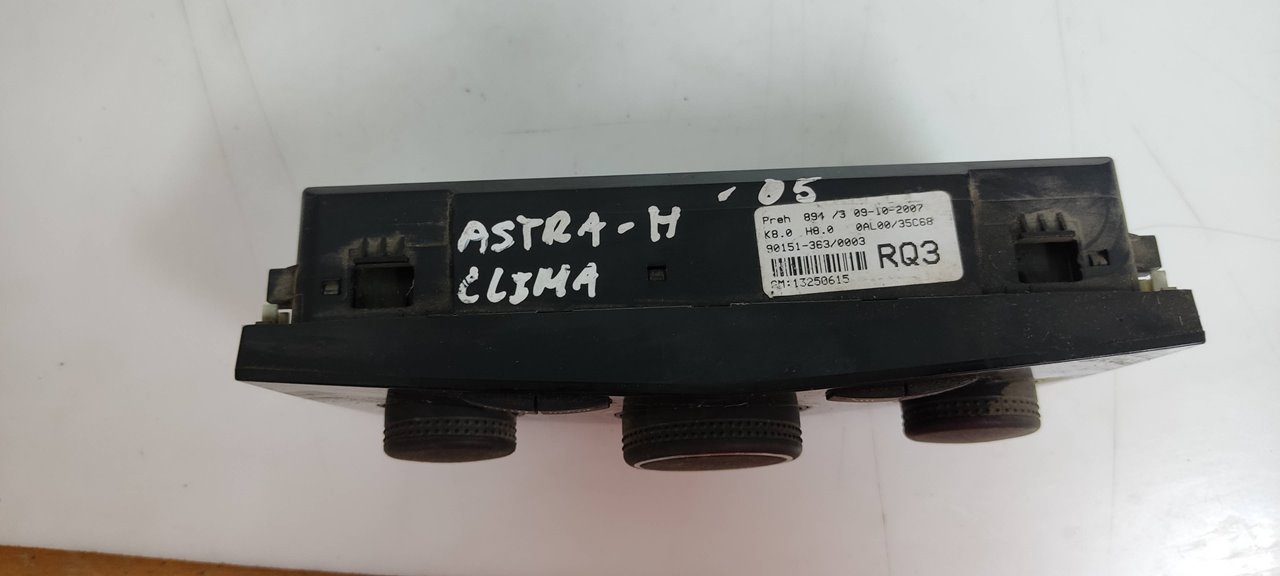 ASTRA-H -05
CLIMA
Preh 894 /3 09-10-2007
K8.0 H8.0 0AL00/35C68
90151-363/0003
RQ3
GM:13250615